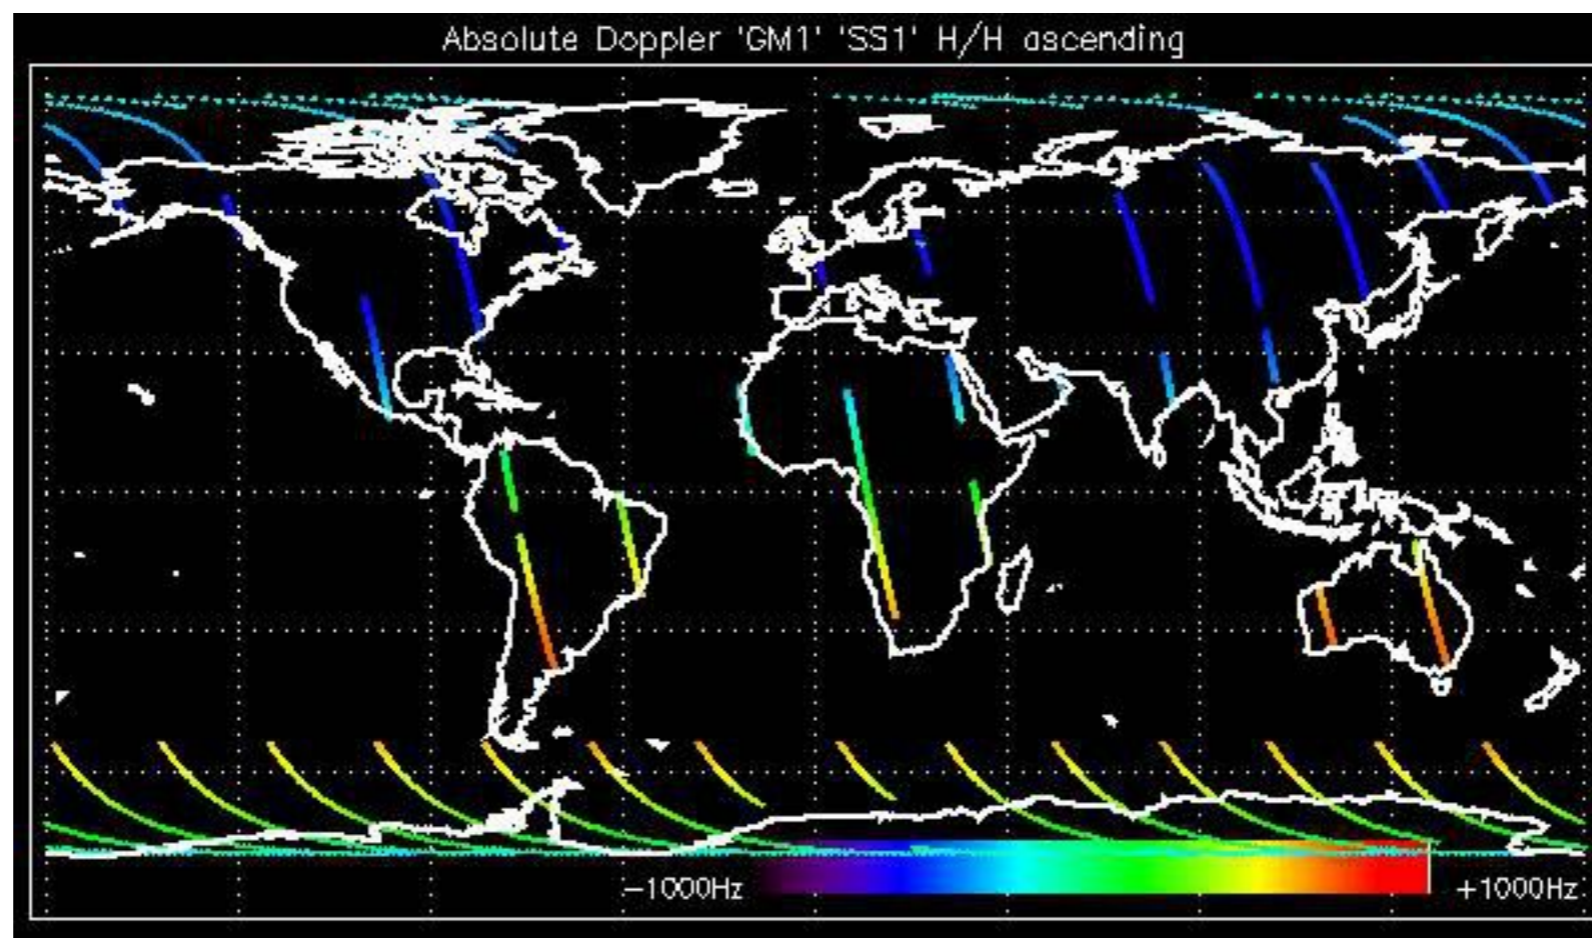 Absolute Doppler 'GM1' 'SS1' H/H ascending
-1000Hz +1000Hz